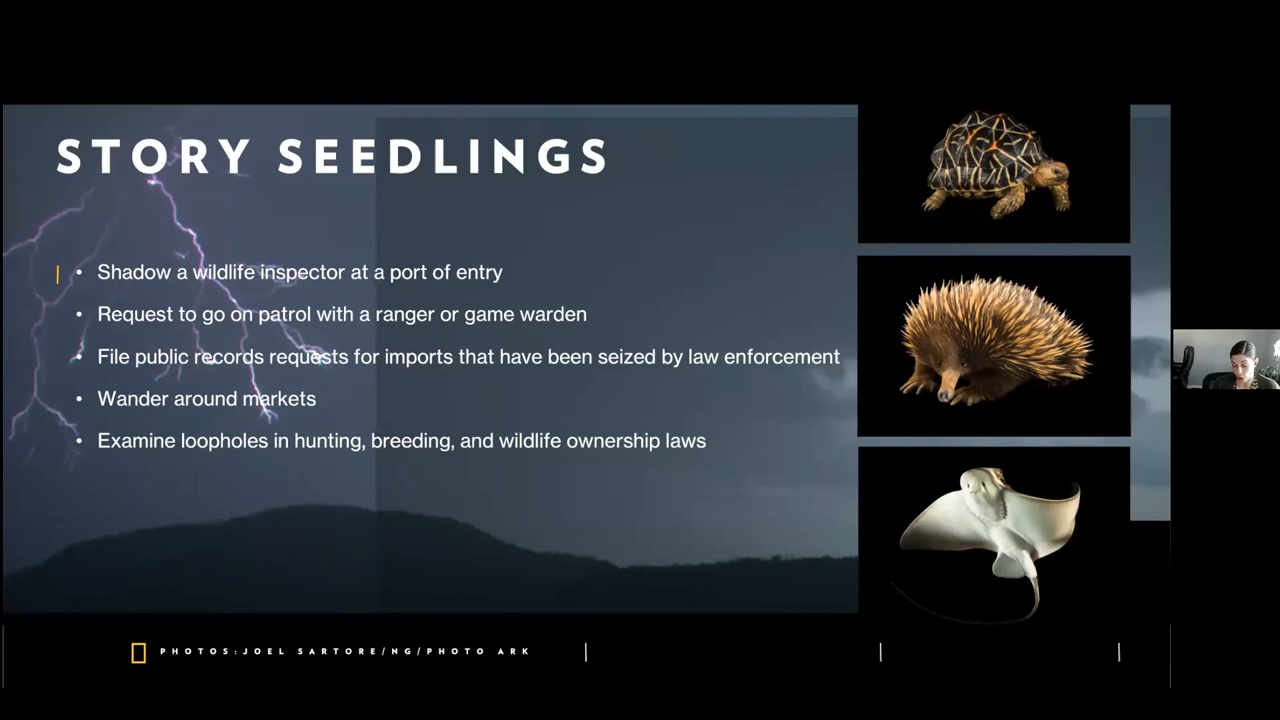 STORY SEEDLINGS
• Shadow a wildlife inspector at a port of entry
• Request to go on patrol with a ranger or game warden
• File public records requests for imports that have been seized by law enforcement
• Wander around markets
• Examine loopholes in hunting, breeding, and wildlife ownership laws
PHOTOS:JOEL SARTORE/NG/PHOTO ARK